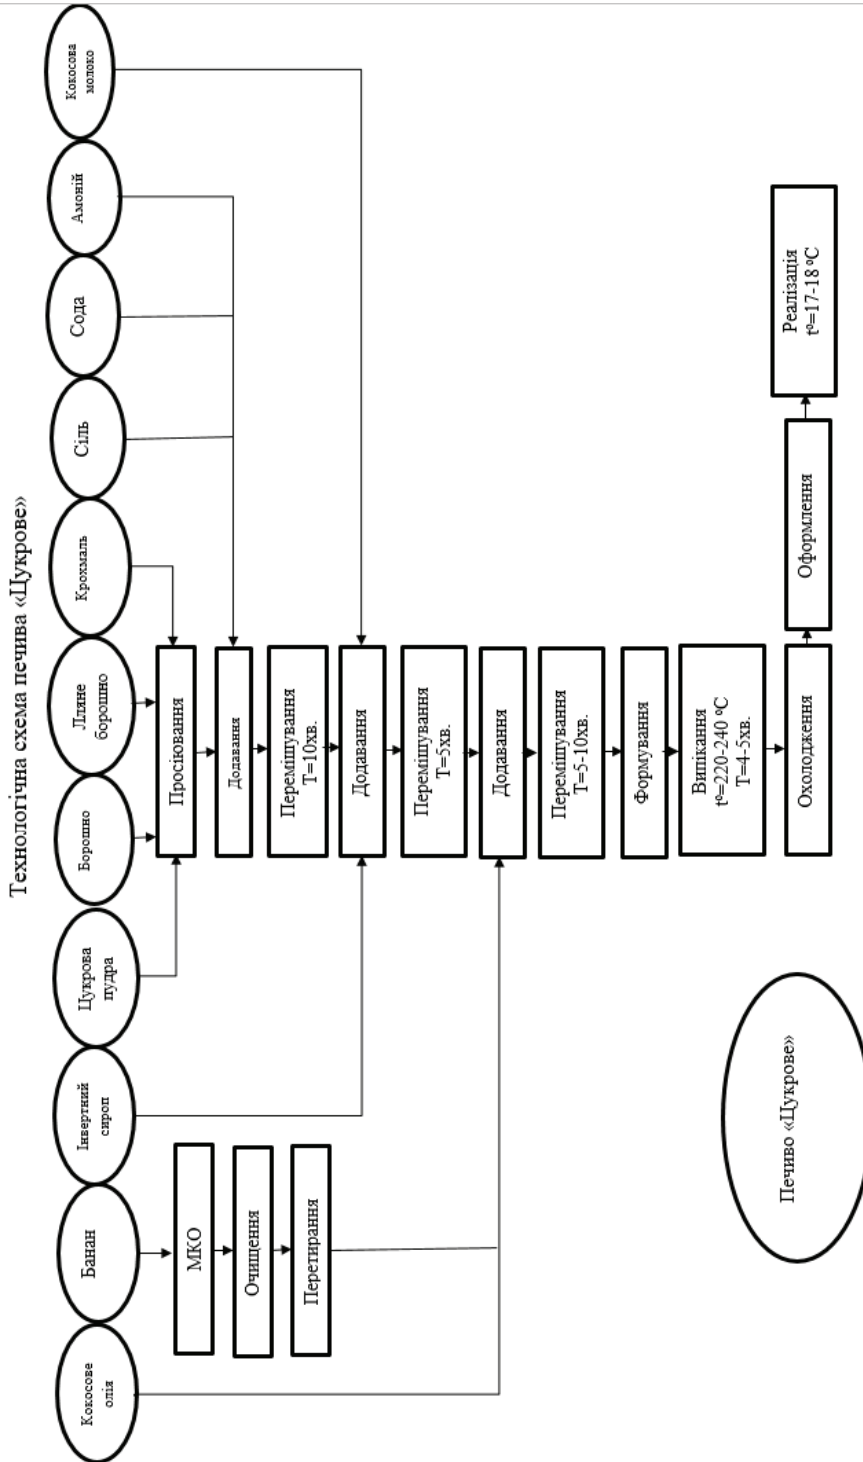 Технологічна схема печива «Цукрове»
Кокосове
олія
Банан
Інвертний
сироп
Цукрова
пудра
Борошно
Лляне
борошно
Крохмаль
Сіль
Сода
Амоній
Кокосова
молоко
МКО
Очищення
Перетирання
Просіювання
Додавання
Перемішування
T=10хв.
Додавання
Перемішування
T=5хв.
Додавання
Перемішування
T=5-10хв.
Формування
Випікання
tº=220-240 ºC
T=4-5хв.
Охолодження
Оформлення
Реалізація
tº=17-18 ºC
Печиво «Цукрове»